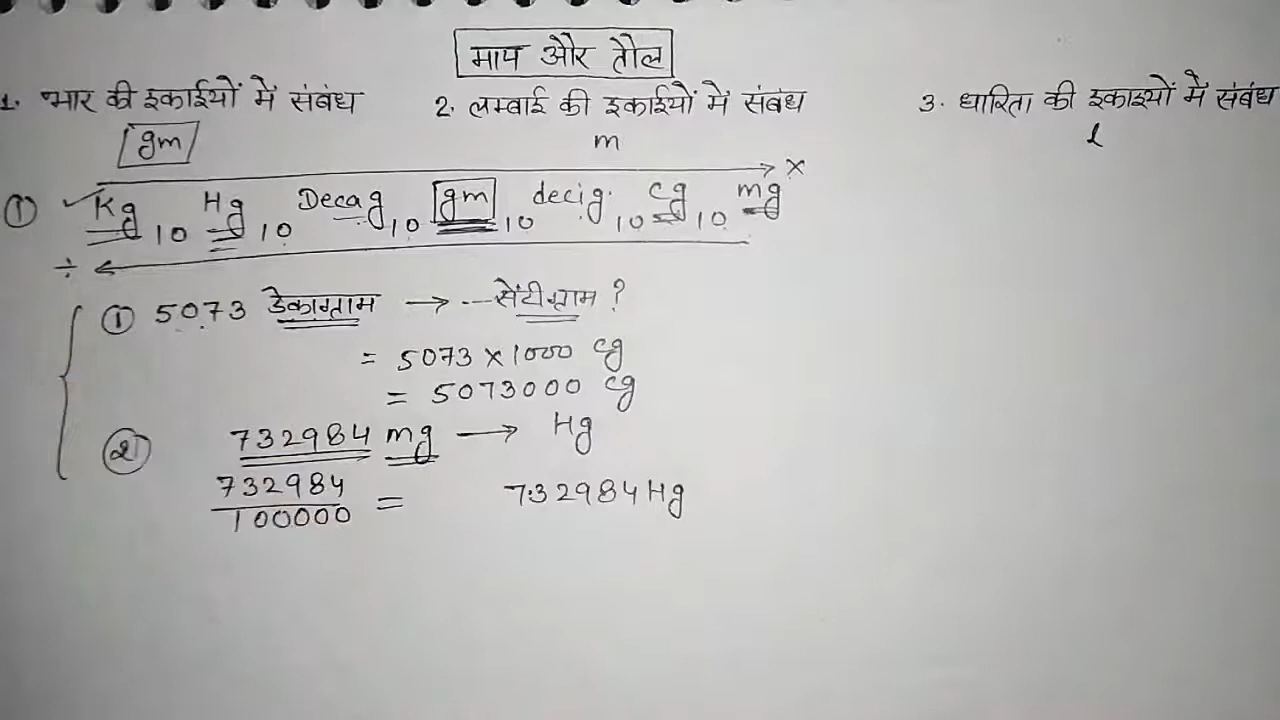 माप और तौल
1. भार की इकाईयों में संबंध 2. लम्बाई की इकाईयों में संबंध 3. धारिता की इकाइयों में संबंध
gm m l
① ✓Kg 10 Hg 10 Decag 10 gm 10 decig. 10 cg 10 mg ×
÷
① 5073 डेकाग्राम → ---सेंटीग्राम ?
= 5073 × 1000 cg
= 5073000 cg
② 732984 mg → Hg
732984/100000 = 7.32984 Hg